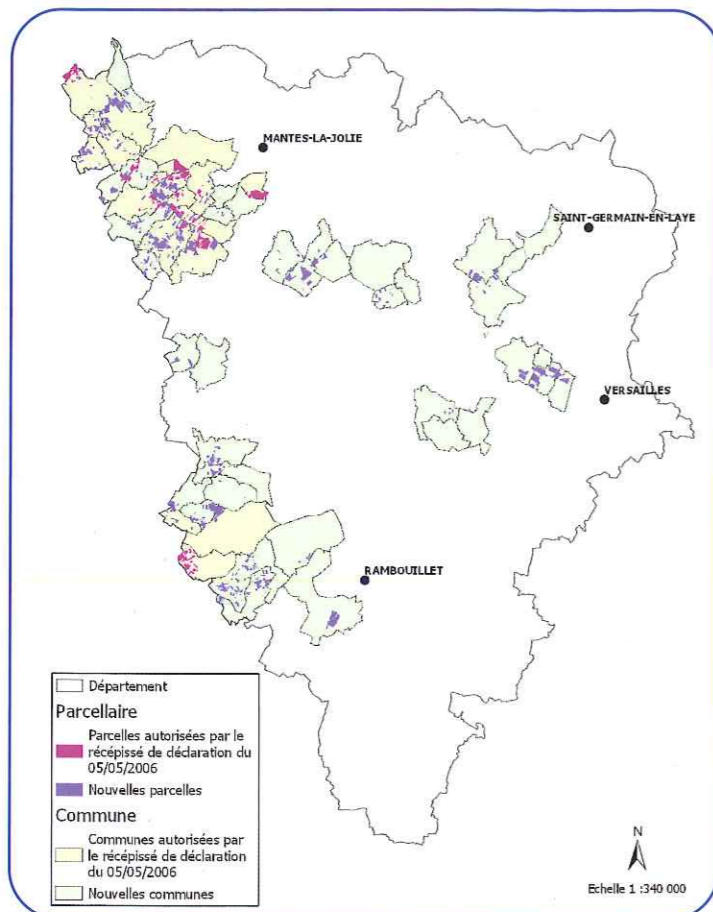 MANTES-LA-JOLIE
SAINT-GERMAIN-EN-LAYE
VERSAILLES
RAMBOUILLET
Département
Parcellaire
Parcelles autorisées par le
récépissé de déclaration du
05/05/2006
Nouvelles parcelles
Commune
Communes autorisées par
le récépissé de déclaration
du 05/05/2006
Nouvelles communes
N
Echelle 1 :340 000